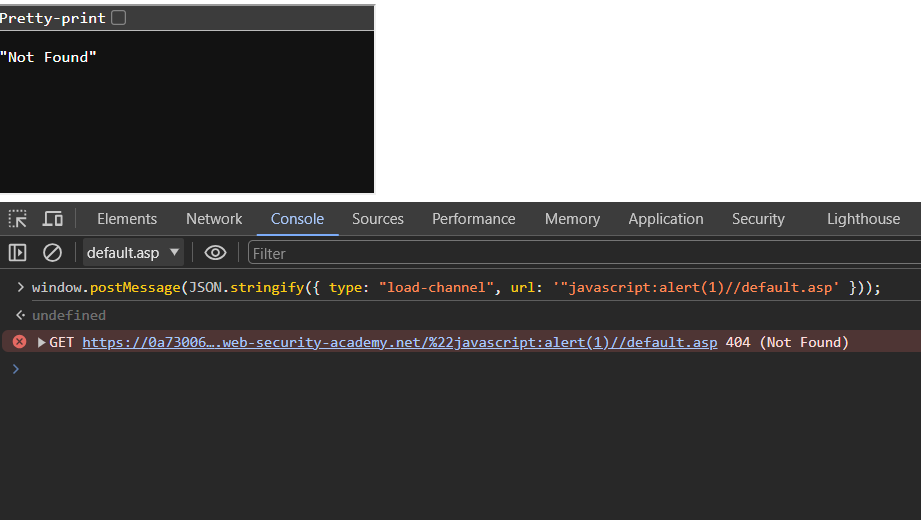 Pretty-print
"Not Found"
Elements Network Console Sources Performance Memory Application Security Lighthouse
default.asp ▼ Filter
> window.postMessage(JSON.stringify({ type: "load-channel", url: '"javascript:alert(1)//default.asp' }));
undefined
GET https://0a73006….web-security-academy.net/%22javascript:alert(1)//default.asp 404 (Not Found)
>